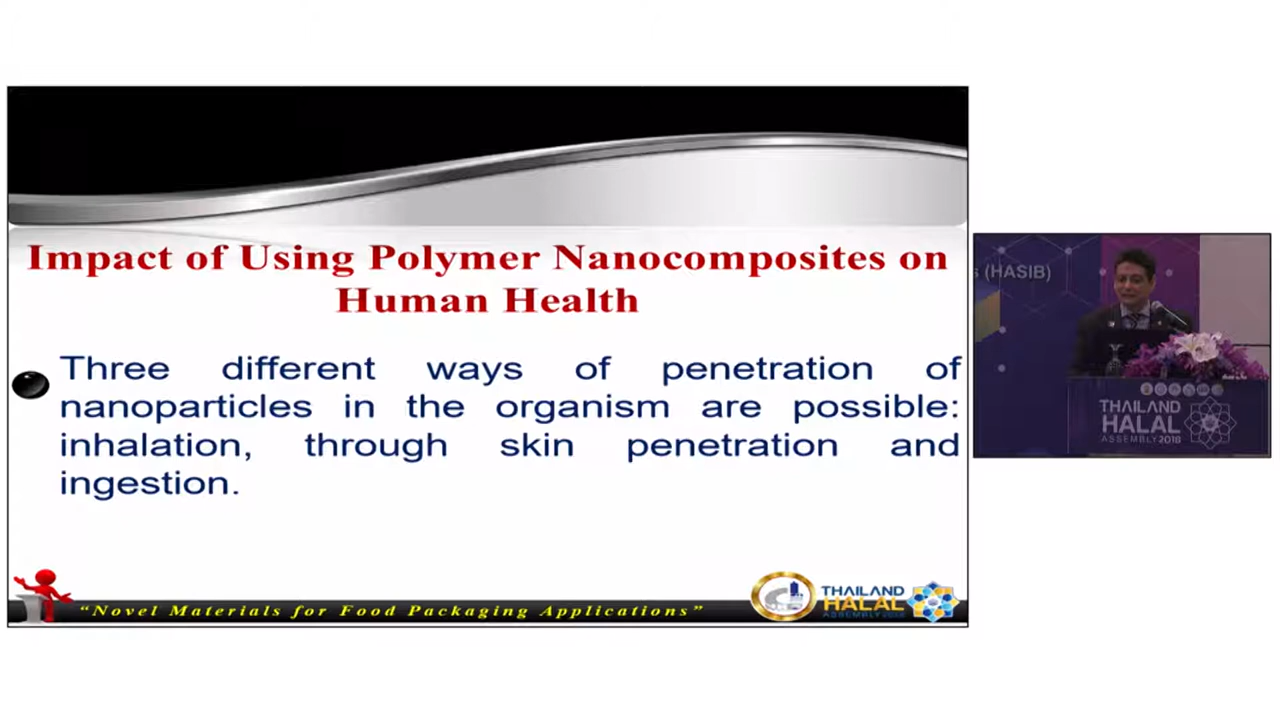 Impact of Using Polymer Nanocomposites on
Human Health
Three different ways of penetration of
nanoparticles in the organism are possible:
inhalation, through skin penetration and
ingestion.
“Novel Materials for Food Packaging Applications”
THAILAND
HALAL
ASSEMBLY 2018
s (HASIB)
THAILAND
HALAL
ASSEMBLY 2018